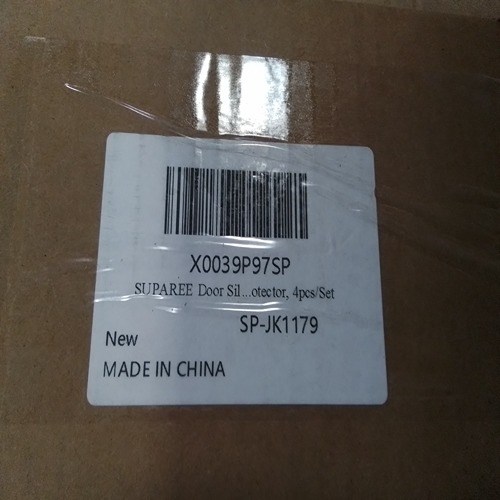 X0039P97SP
SUPAREE Door Sil...otector, 4pcs/Set
SP-JK1179
New
MADE IN CHINA